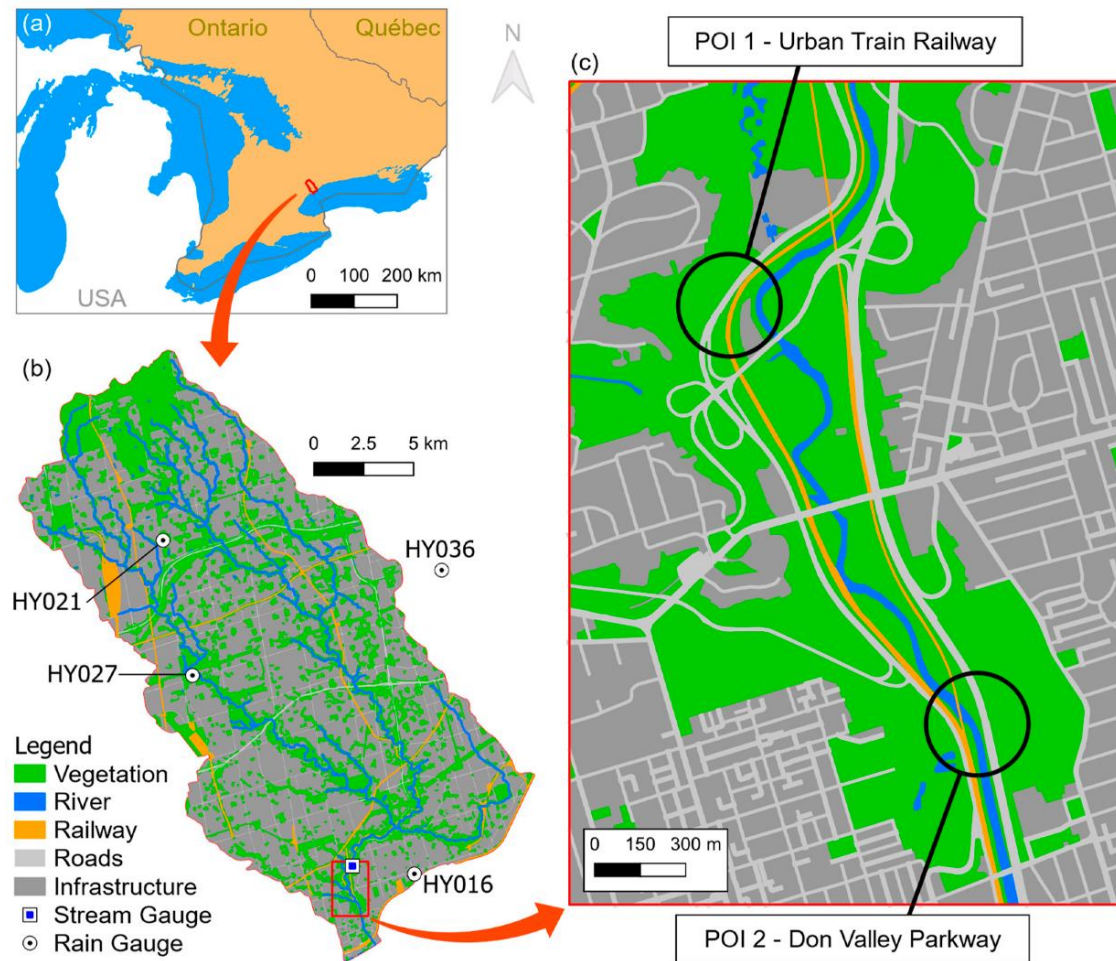 (a)
Ontario
Québec
USA
0 100 200 km
N
POI 1 - Urban Train Railway
(c)
(b)
0 2.5 5 km
HY036
HY021
HY027
HY016
Legend
Vegetation
River
Railway
Roads
Infrastructure
Stream Gauge
Rain Gauge
0 150 300 m
POI 2 - Don Valley Parkway